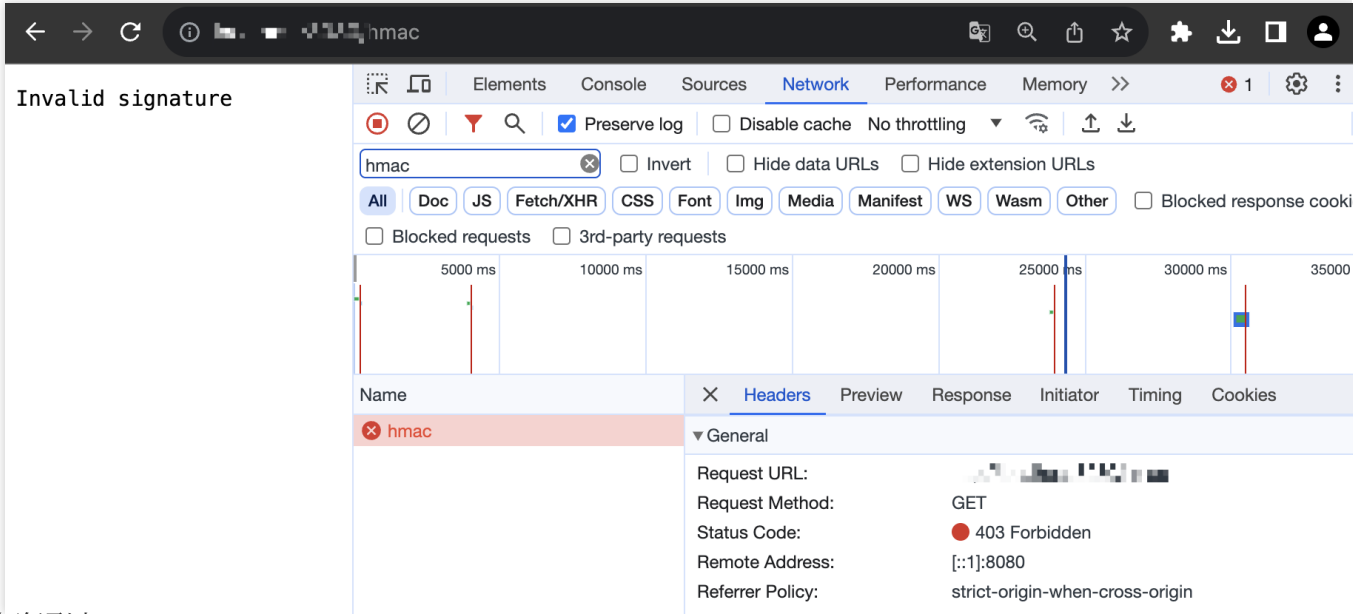 hmac
Invalid signature
Elements Console Sources Network Performance Memory 1
Preserve log Disable cache No throttling
hmac Invert Hide data URLs Hide extension URLs
All Doc JS Fetch/XHR CSS Font Img Media Manifest WS Wasm Other Blocked response cooki
Blocked requests 3rd-party requests
5000 ms 10000 ms 15000 ms 20000 ms 25000 ms 30000 ms 35000
Name
hmac
Headers Preview Response Initiator Timing Cookies
General
Request URL:
Request Method: GET
Status Code: 403 Forbidden
Remote Address: [::1]:8080
Referrer Policy: strict-origin-when-cross-origin